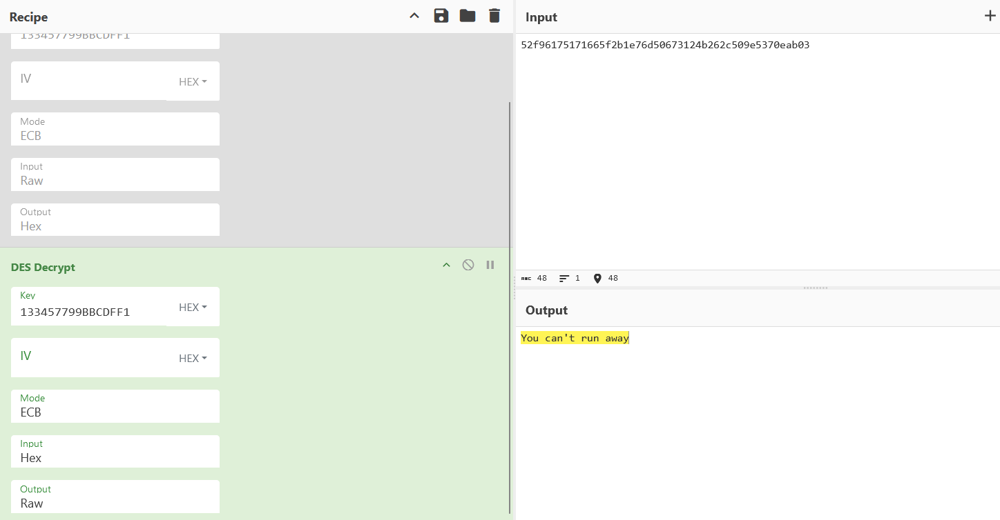 Recipe
133457799BBCDFF1
IV
HEX
Mode
ECB
Input
Raw
Output
Hex
DES Decrypt
Key
133457799BBCDFF1
HEX
IV
HEX
Mode
ECB
Input
Hex
Output
Raw
Input
52f96175171665f2b1e76d50673124b262c509e5370eab03
ABC 48 1 48
Output
You can't run away